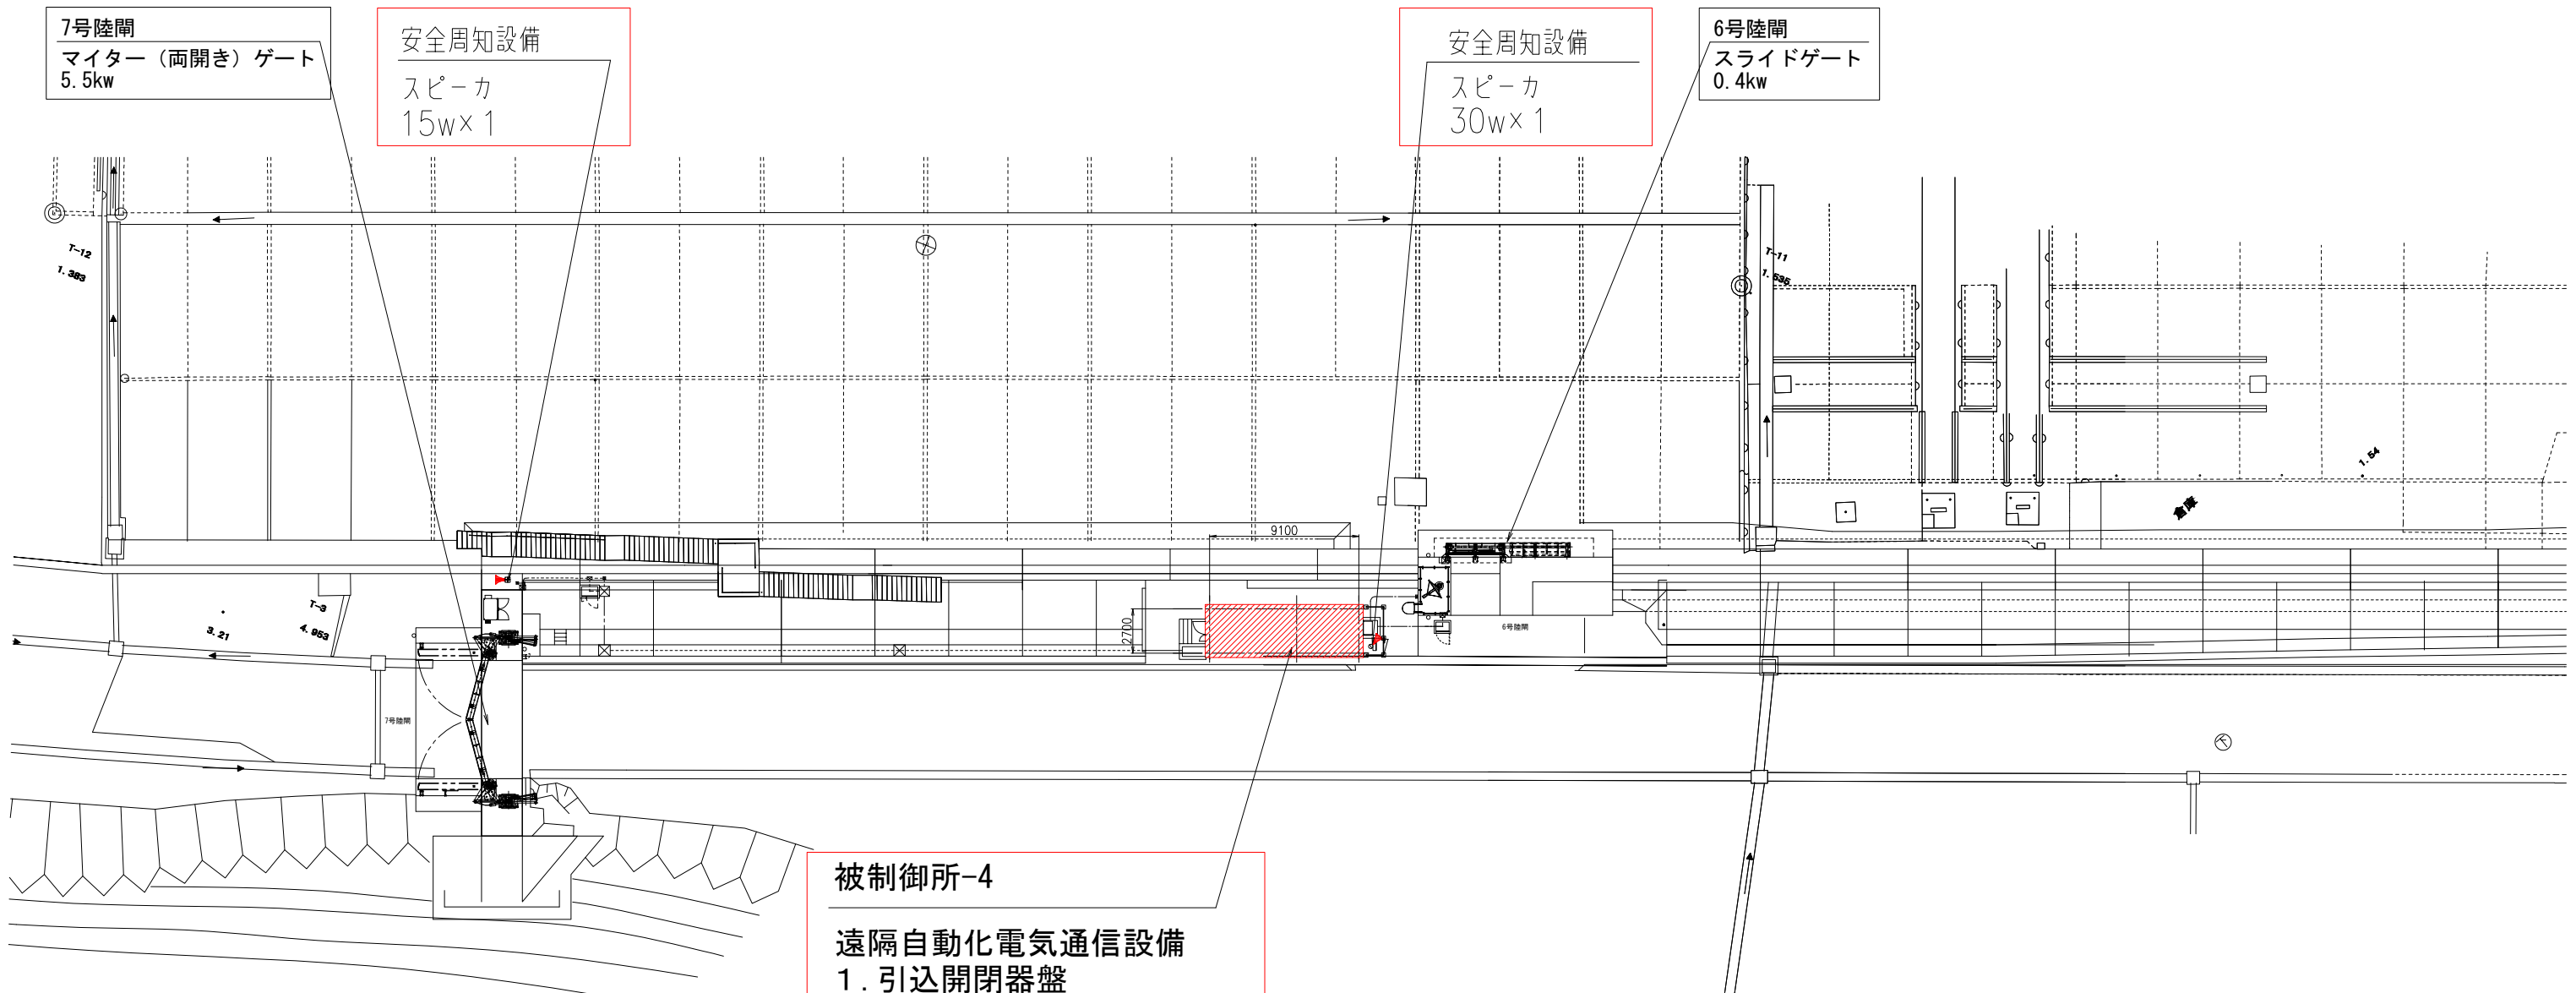 7号陸閘
マイター（両開き）ゲート
5.5kw
安全周知設備
スピーカ
15w×1
安全周知設備
スピーカ
30w×1
6号陸閘
スライドゲート
0.4kw
T-12
1.383
T-11
1.535
1.54
倉庫
9100
2700
T-3
4.953
3.21
6号陸閘
7号陸閘
被制御所-4
遠隔自動化電気通信設備
1.引込開閉器盤